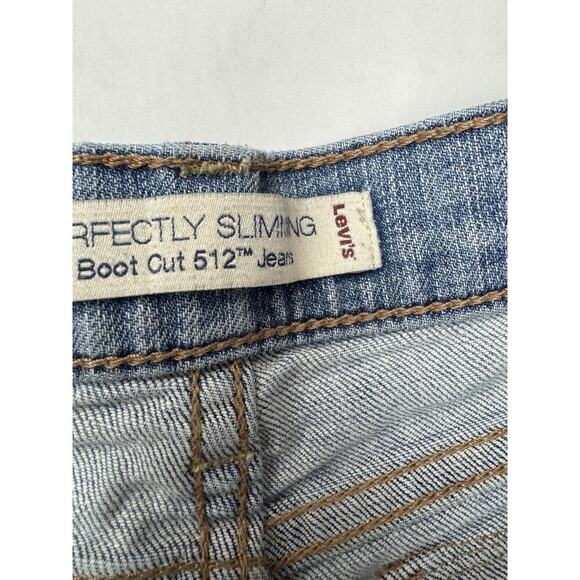 RFECTLY SLIMMING
Boot Cut 512™ Jeans
Levi's